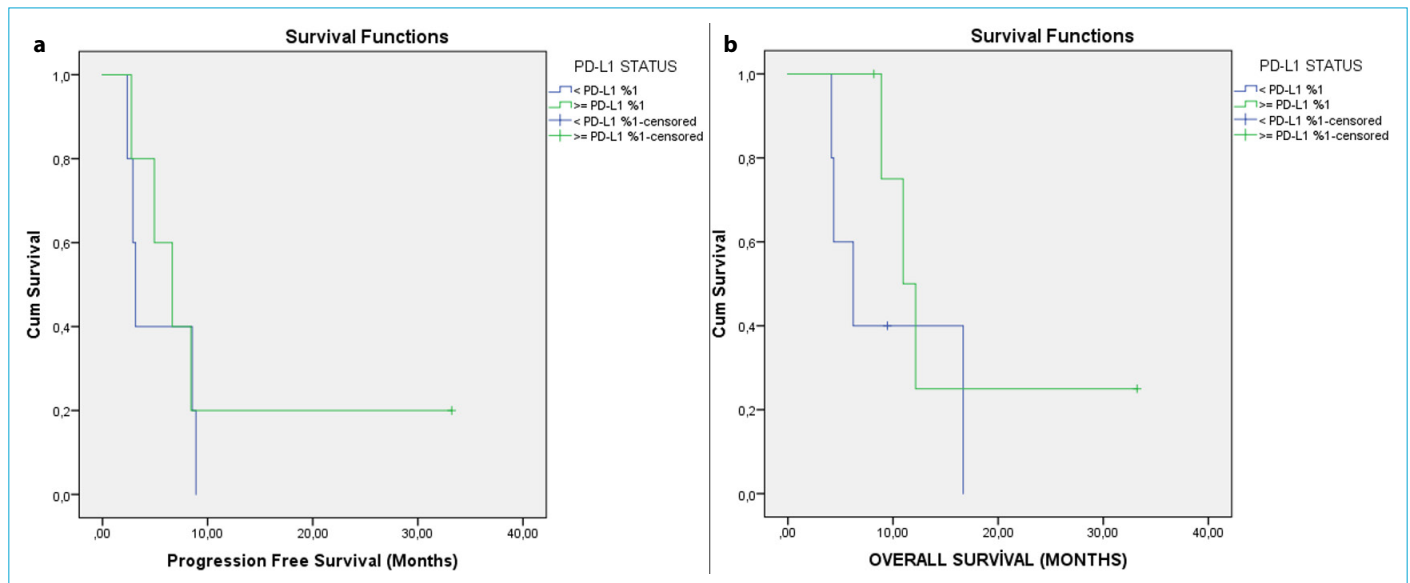 a
Survival Functions
PD-L1 STATUS
< PD-L1 %1
>= PD-L1 %1
< PD-L1 %1-censored
>= PD-L1 %1-censored
Cum Survival
1,0
0,8
0,6
0,4
0,2
0,0
,00
10,00
20,00
30,00
40,00
Progression Free Survival (Months)
b
Survival Functions
PD-L1 STATUS
< PD-L1 %1
>= PD-L1 %1
< PD-L1 %1-censored
>= PD-L1 %1-censored
Cum Survival
1,0
0,8
0,6
0,4
0,2
0,0
,00
10,00
20,00
30,00
40,00
OVERALL SURVİVAL (MONTHS)